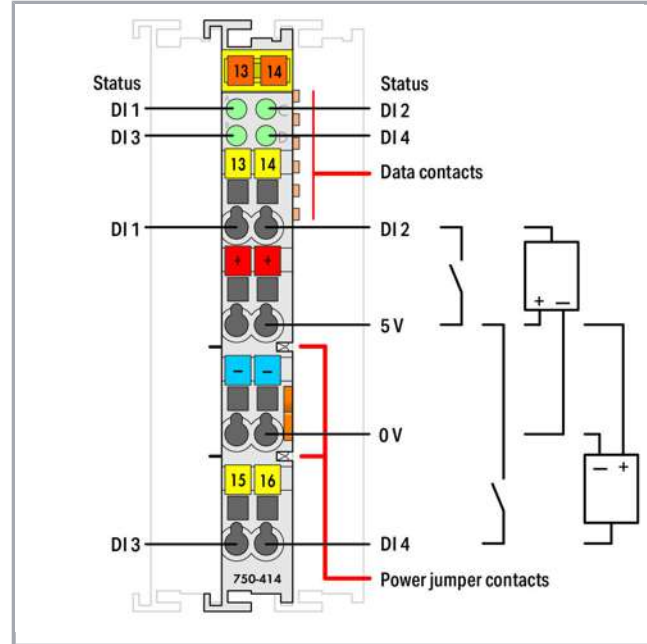 13 14
Status Status
DI 1 DI 2
DI 3 DI 4
13 14
Data contacts
DI 1 DI 2
+ +
+ −
5 V
− −
0 V
− +
15 16
DI 3 DI 4
750-414
Power jumper contacts